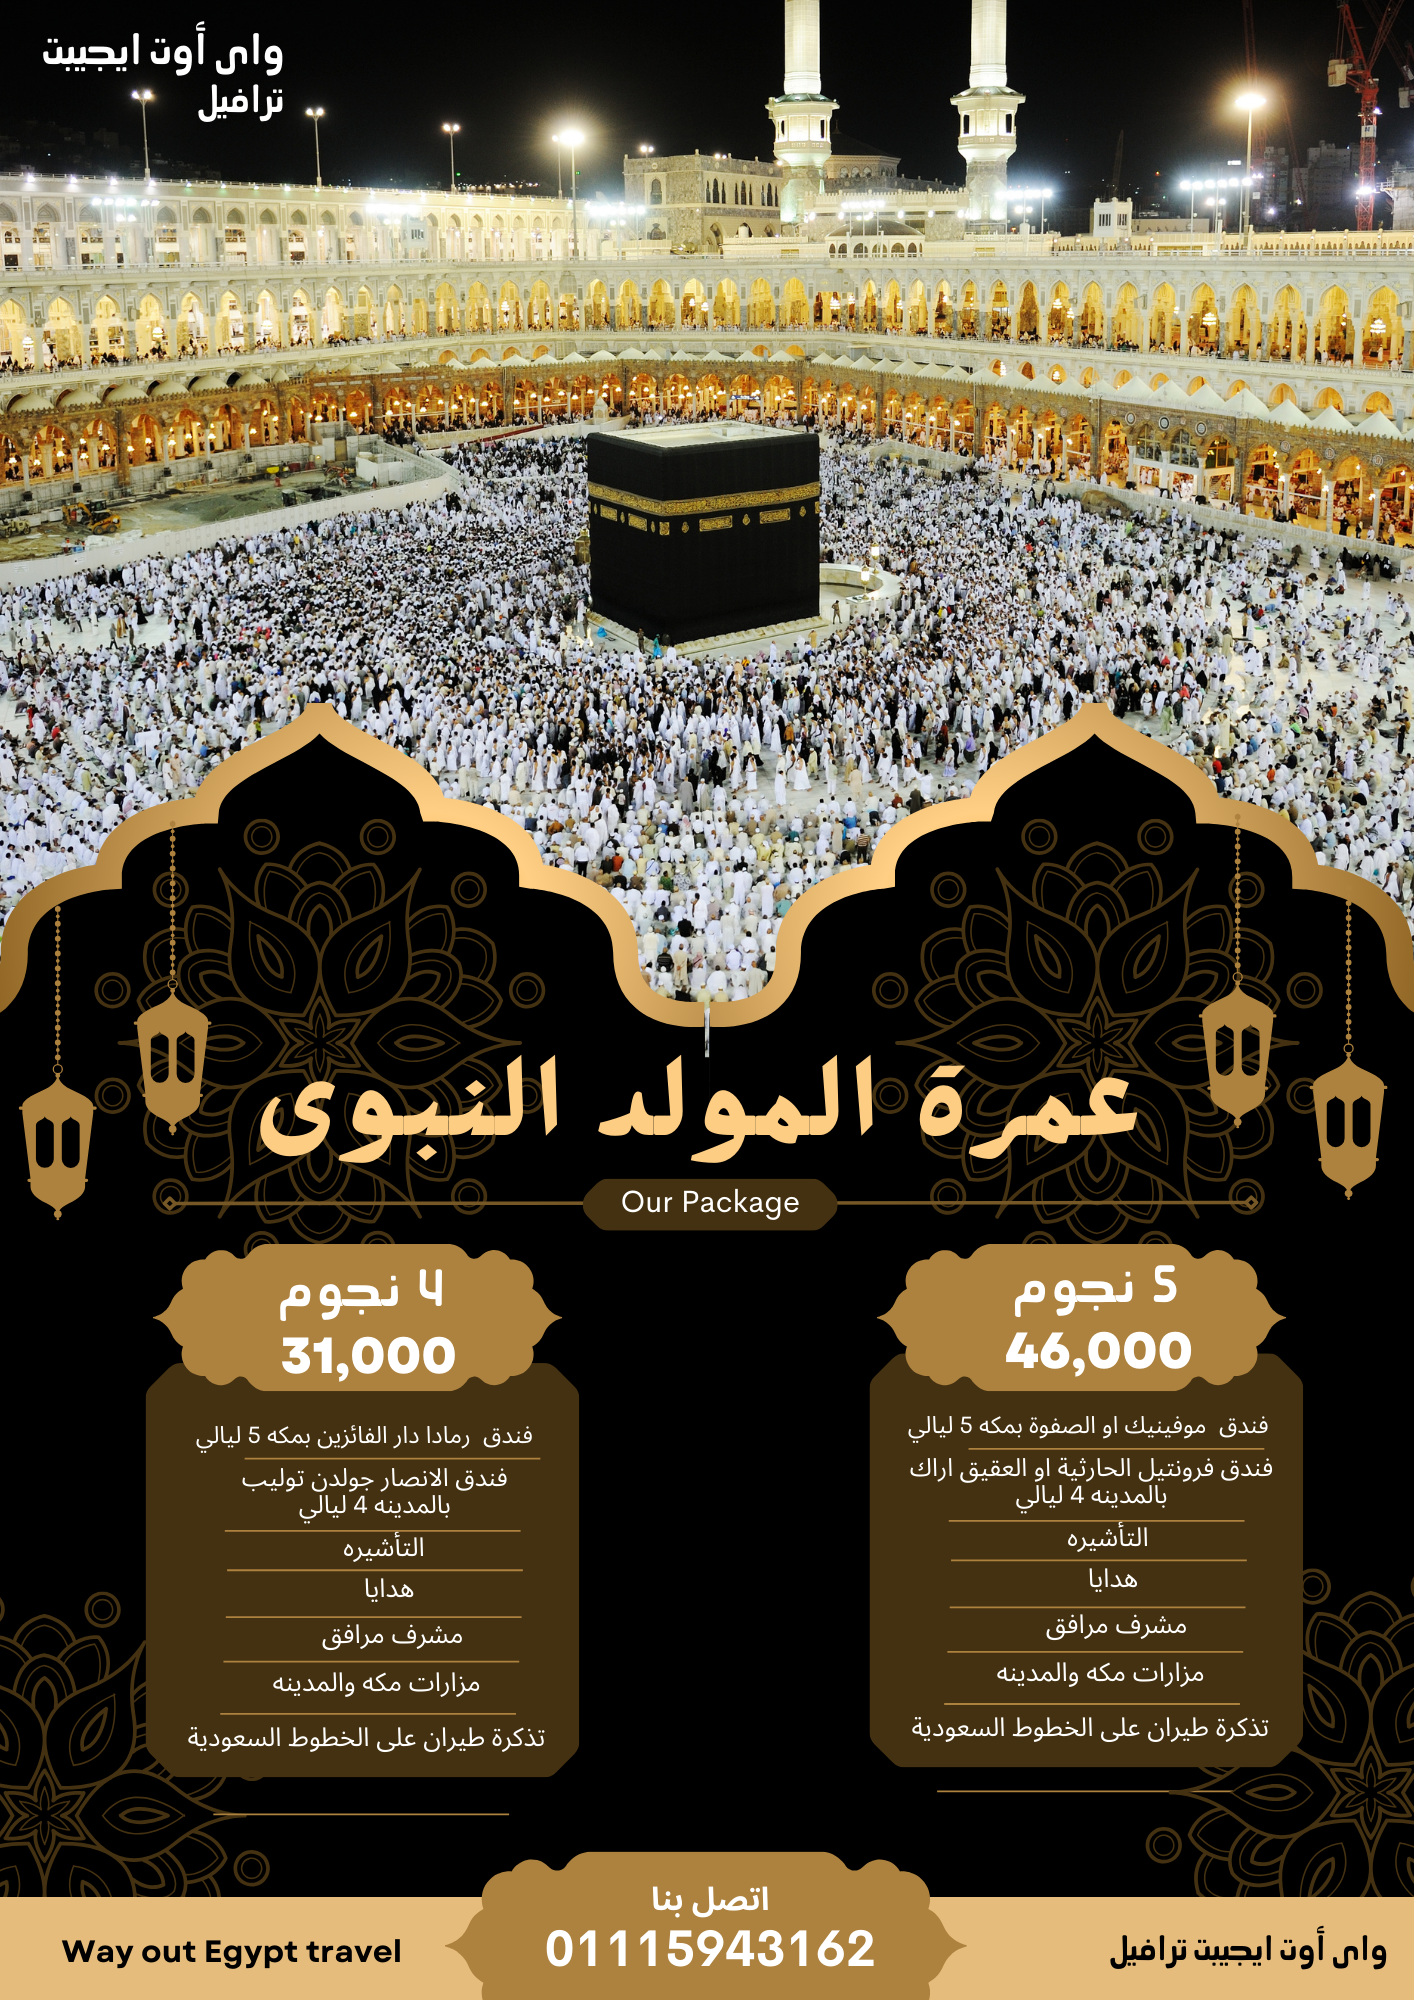 واى أوت ايجيبت
ترافيل
عمرة المولد النبوى
Our Package
5 نجوم
46,000
فندق موفينيك او الصفوة بمكه 5 ليالي
فندق فرونتيل الحارثية او العقيق اراك
بالمدينه 4 ليالي
التأشيره
هدايا
مشرف مرافق
مزارات مكه والمدينه
تذكرة طيران على الخطوط السعودية
4 نجوم
31,000
فندق رمادا دار الفائزين بمكه 5 ليالي
فندق الانصار جولدن توليب
بالمدينه 4 ليالي
التأشيره
هدايا
مشرف مرافق
مزارات مكه والمدينه
تذكرة طيران على الخطوط السعودية
اتصل بنا
01115943162
واى أوت ايجيبت ترافيل
Way out Egypt travel